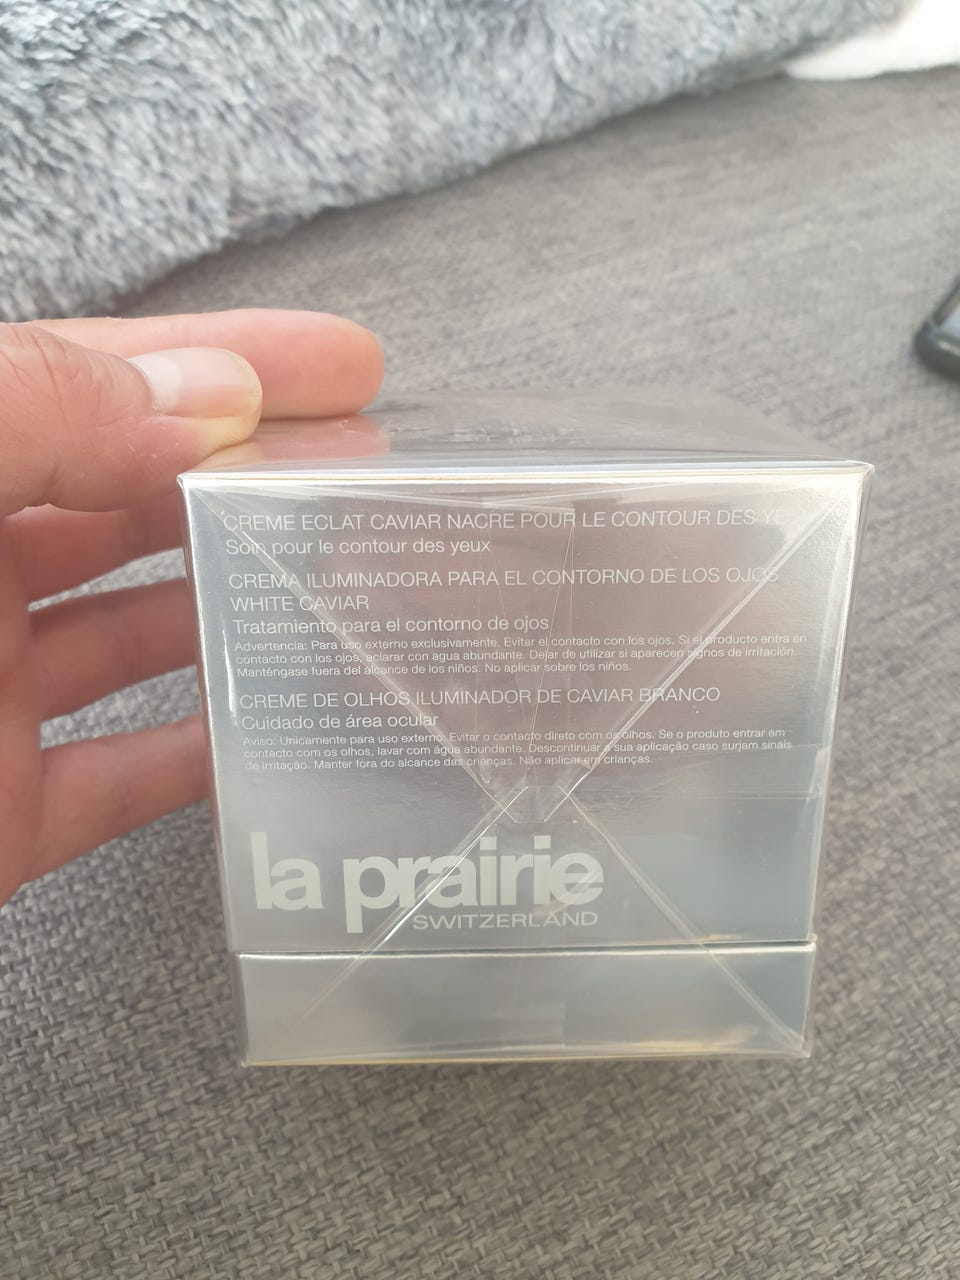 CREME ECLAT CAVIAR NACRE POUR LE CONTOUR DES YEUX
Soin pour le contour des yeux
CREMA ILUMINADORA PARA EL CONTORNO DE LOS OJOS
WHITE CAVIAR
Tratamiento para el contorno de ojos
Advertencia: Para uso externo exclusivamente. Evitar el contacto con los ojos. Si el producto entra en
contacto con los ojos, aclarar con agua abundante. Dejar de utilizar si aparecen signos de irritación.
Manténgase fuera del alcance de los niños. No aplicar sobre los niños.
CREME DE OLHOS ILUMINADOR DE CAVIAR BRANCO
Cuidado de área ocular
Aviso: Unicamente para uso externo. Evitar o contacto direto com os olhos. Se o produto entrar em
contacto com os olhos, lavar com água abundante. Descontinuar a sua aplicação caso surjam sinais
de irritação. Manter fora do alcance das crianças. Não aplicar em crianças.
la prairie
SWITZERLAND